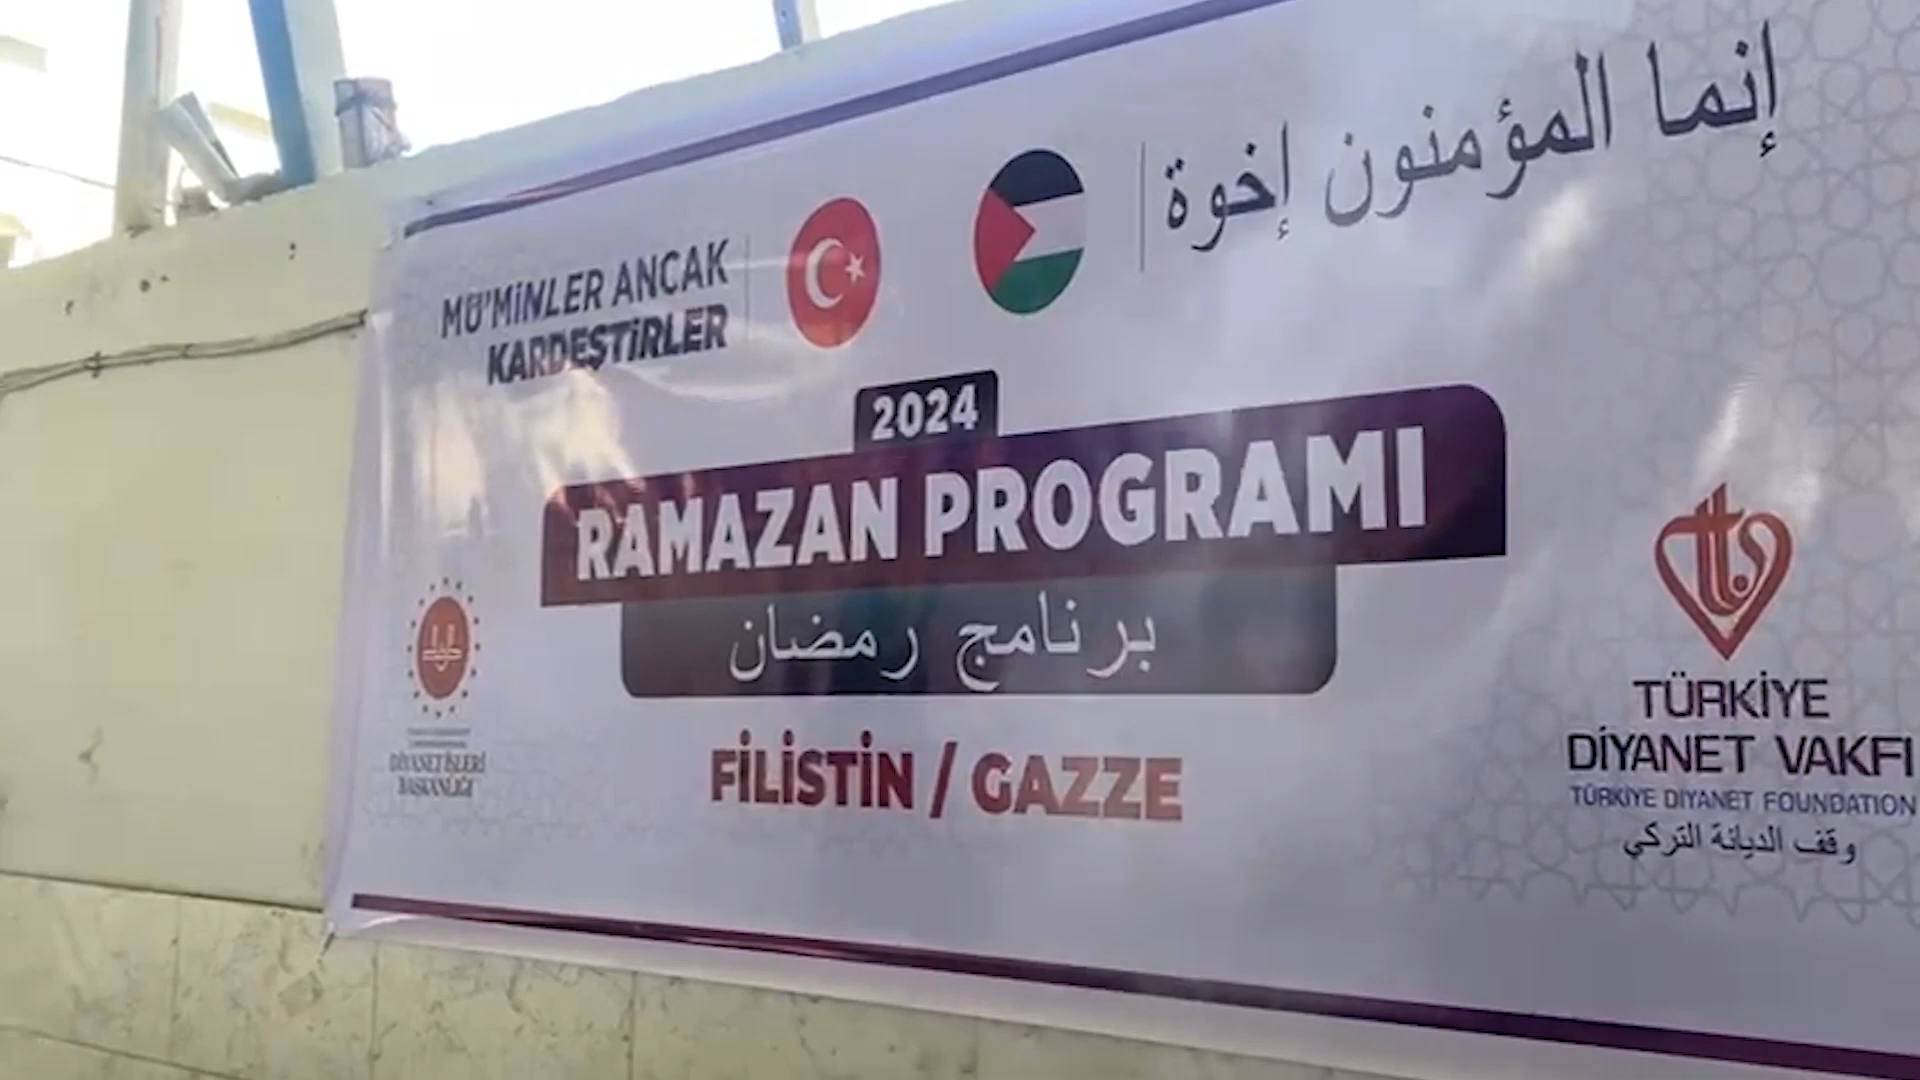 إنما المؤمنون إخوة
MÜ'MİNLER ANCAK
KARDEŞTİRLER
2024
RAMAZAN PROGRAMI
برنامج رمضان
FİLİSTİN / GAZZE
DİYANET İŞLERİ
BAŞKANLIĞI
TÜRKİYE
DİYANET VAKFI
TÜRKİYE DİYANET FOUNDATION
وقف الديانة التركي